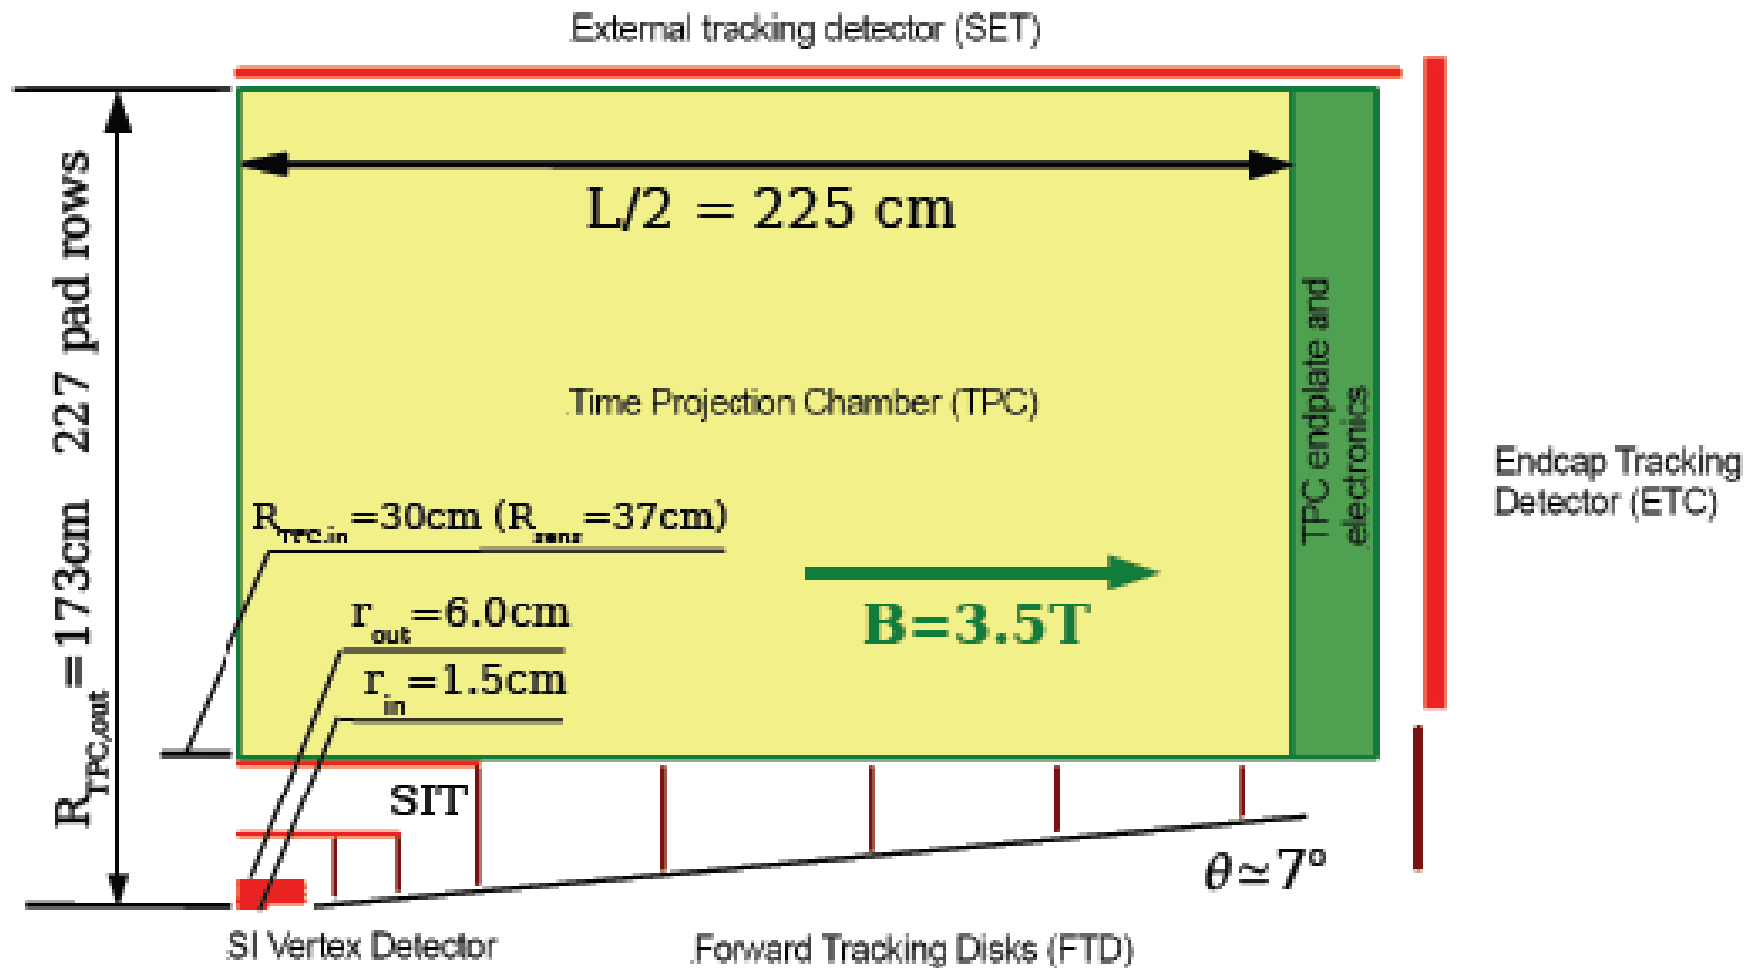 External tracking detector (SET)
L/2 = 225 cm
R_TPC,out=173cm 227 pad rows
Time Projection Chamber (TPC)
TPC endplate and
electronics
Endcap Tracking
Detector (ETC)
R_TPC,in=30cm (R_sens=37cm)
r_out=6.0cm
r_in=1.5cm
B=3.5T
SIT
θ≃7°
SI Vertex Detector
Forward Tracking Disks (FTD)